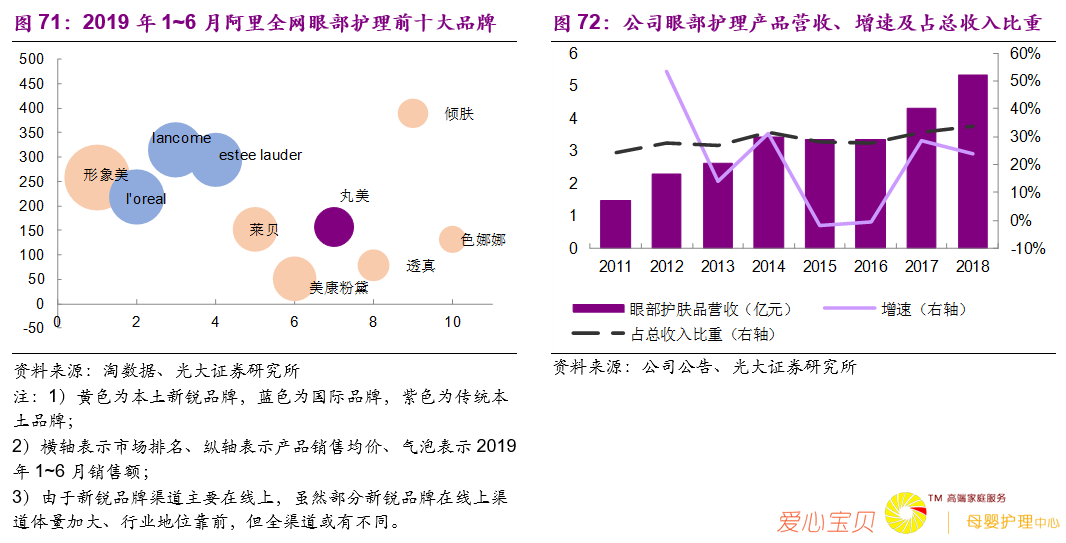 图 71：2019 年 1~6 月阿里全网眼部护理前十大品牌
500
450
400
350
300
250
200
150
100
50
0
-50
0
2
4
6
8
10
形象美
l'oreal
lancome
estee lauder
莱贝
美康粉黛
丸美
透真
倾肤
色娜娜
资料来源：淘数据、光大证券研究所
注：1）黄色为本土新锐品牌，蓝色为国际品牌，紫色为传统本
土品牌；
2）横轴表示市场排名、纵轴表示产品销售均价、气泡表示 2019
年 1~6 月销售额；
3）由于新锐品牌渠道主要在线上，虽然部分新锐品牌在线上渠
道体量加大、行业地位靠前，但全渠道或有不同。
图 72：公司眼部护理产品营收、增速及占总收入比重
6
5
4
3
2
1
0
60%
50%
40%
30%
20%
10%
0%
-10%
2011 2012 2013 2014 2015 2016 2017 2018
眼部护肤品营收（亿元）
增速（右轴）
占总收入比重（右轴）
资料来源：公司公告、光大证券研究所
爱心宝贝
TM 高端家庭服务
母婴护理中心